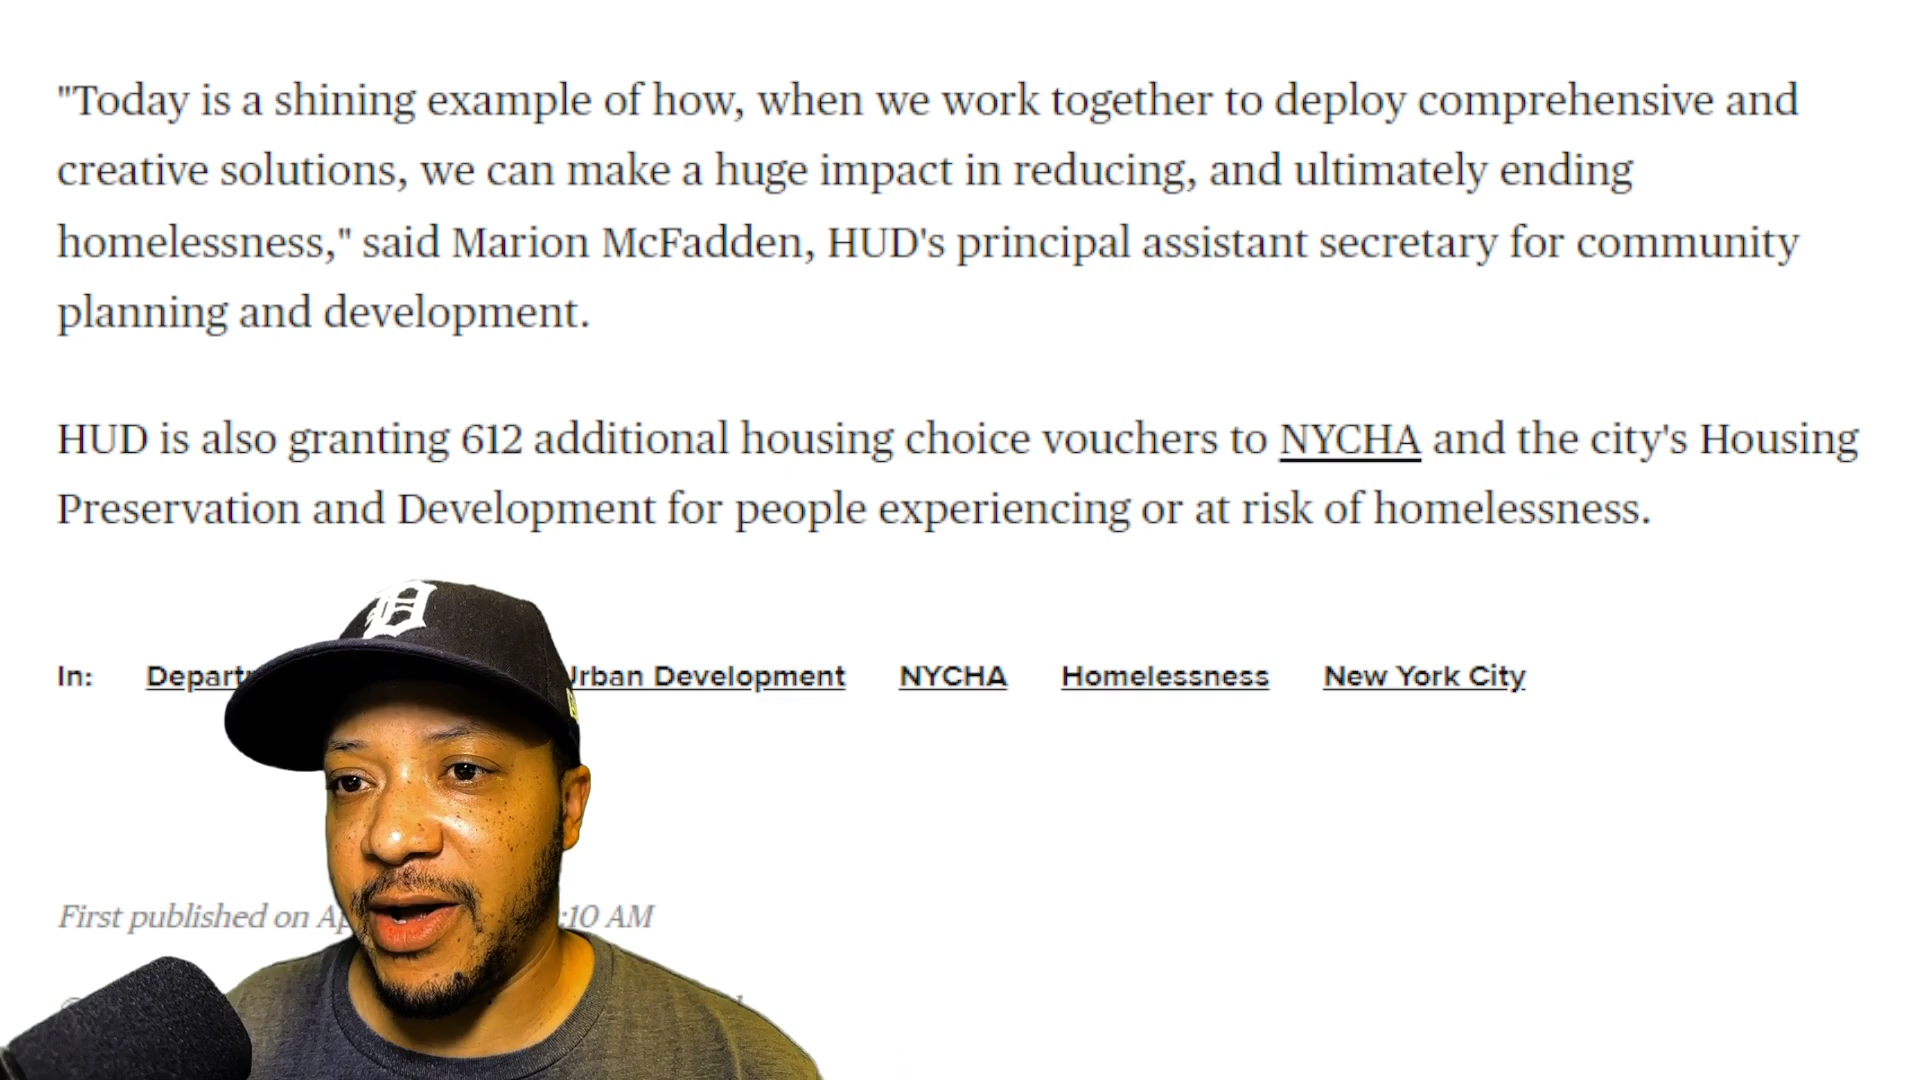 "Today is a shining example of how, when we work together to deploy comprehensive and
creative solutions, we can make a huge impact in reducing, and ultimately ending
homelessness," said Marion McFadden, HUD's principal assistant secretary for community
planning and development.
HUD is also granting 612 additional housing choice vouchers to NYCHA and the city's Housing
Preservation and Development for people experiencing or at risk of homelessness.
D
In: Urban Development NYCHA Homelessness New York City
First published on :10 AM